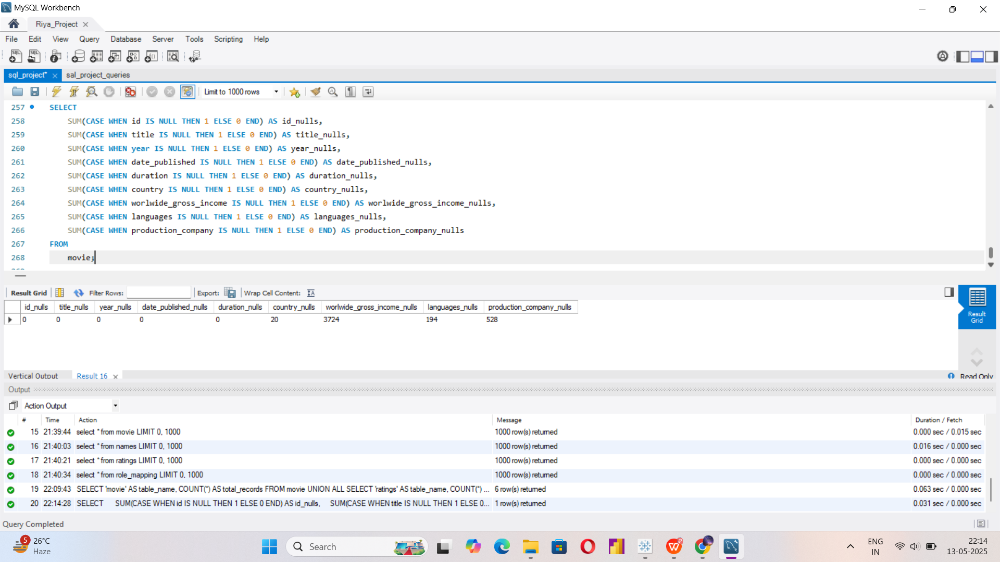 MySQL Workbench
Riya_Project
File Edit View Query Database Server Tools Scripting Help
sql_project* sal_project_queries
Limit to 1000 rows
257 SELECT
258 SUM(CASE WHEN id IS NULL THEN 1 ELSE 0 END) AS id_nulls,
259 SUM(CASE WHEN title IS NULL THEN 1 ELSE 0 END) AS title_nulls,
260 SUM(CASE WHEN year IS NULL THEN 1 ELSE 0 END) AS year_nulls,
261 SUM(CASE WHEN date_published IS NULL THEN 1 ELSE 0 END) AS date_published_nulls,
262 SUM(CASE WHEN duration IS NULL THEN 1 ELSE 0 END) AS duration_nulls,
263 SUM(CASE WHEN country IS NULL THEN 1 ELSE 0 END) AS country_nulls,
264 SUM(CASE WHEN worlwide_gross_income IS NULL THEN 1 ELSE 0 END) AS worlwide_gross_income_nulls,
265 SUM(CASE WHEN languages IS NULL THEN 1 ELSE 0 END) AS languages_nulls,
266 SUM(CASE WHEN production_company IS NULL THEN 1 ELSE 0 END) AS production_company_nulls
267 FROM
268 movie;
Result Grid Filter Rows: Export: Wrap Cell Content:
id_nulls title_nulls year_nulls date_published_nulls duration_nulls country_nulls worlwide_gross_income_nulls languages_nulls production_company_nulls
0 0 0 0 0 20 3724 194 528
Result
Grid
Vertical Output Result 16 Read Only
Output
Action Output
# Time Action Message Duration / Fetch
15 21:39:44 select * from movie LIMIT 0, 1000 1000 row(s) returned 0.000 sec / 0.015 sec
16 21:40:03 select * from names LIMIT 0, 1000 1000 row(s) returned 0.016 sec / 0.000 sec
17 21:40:21 select * from ratings LIMIT 0, 1000 1000 row(s) returned 0.000 sec / 0.000 sec
18 21:40:34 select * from role_mapping LIMIT 0, 1000 1000 row(s) returned 0.000 sec / 0.000 sec
19 22:09:43 SELECT 'movie' AS table_name, COUNT(*) AS total_records FROM movie UNION ALL SELECT 'ratings' AS table_name, COUNT(*) ... 6 row(s) returned 0.063 sec / 0.000 sec
20 22:14:28 SELECT SUM(CASE WHEN id IS NULL THEN 1 ELSE 0 END) AS id_nulls, SUM(CASE WHEN title IS NULL THEN 1 ELSE 0... 1 row(s) returned 0.031 sec / 0.000 sec
Query Completed
5 26°C
Haze
Search
ENG
IN
22:14
13-05-2025